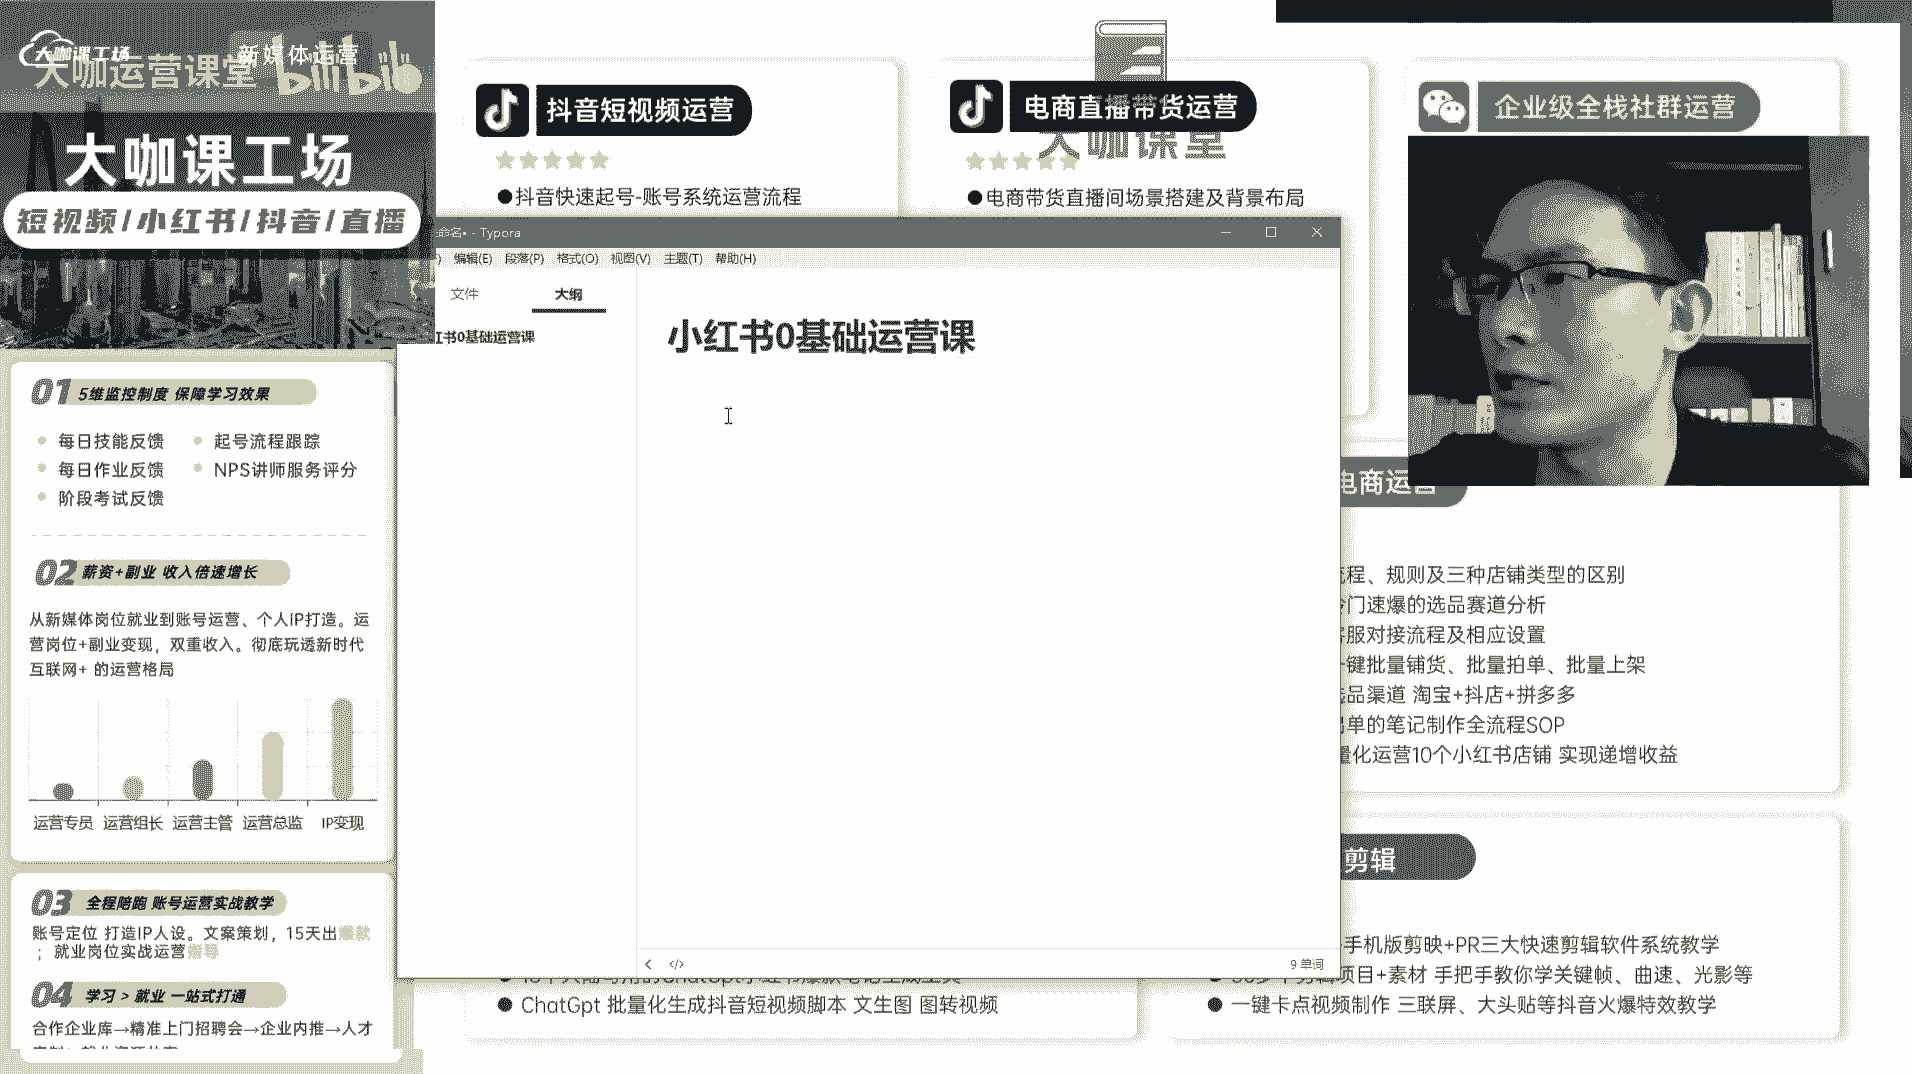 大咖课工场
新媒体运营
大咖运营课堂
bilibili
大咖课工场
短视频/小红书/抖音/直播
01 5维监控制度 保障学习效果
每日技能反馈 起号流程跟踪
每日作业反馈 NPS讲师服务评分
阶段考试反馈
02 薪资+副业 收入倍速增长
从新媒体岗位就业到账号运营、个人IP打造。运
营岗位+副业变现，双重收入。彻底玩透新时代
互联网+ 的运营格局
运营专员 运营组长 运营主管 运营总监 IP变现
03 全程陪跑 账号运营实战教学
账号定位 打造IP人设。文案策划，15天出爆款
；就业岗位实战运营指导
04 学习 > 就业 一站式打通
合作企业库→精准上门招聘会→企业内推→人才
抖音短视频运营
●抖音快速起号-账号系统运营流程
电商直播带货运营
大咖课堂
●电商带货直播间场景搭建及背景布局
企业级全栈社群运营
命名• - Typora
编辑(E) 段落(P) 格式(O) 视图(V) 主题(T) 帮助(H)
文件 大纲
红书0基础运营课
小红书0基础运营课
9 单词
电商运营
流程、规则及三种店铺类型的区别
冷门速爆的选品赛道分析
客服对接流程及相应设置
一键批量铺货、批量拍单、批量上架
选品渠道 淘宝+抖店+拼多多
出单的笔记制作全流程SOP
量化运营10个小红书店铺 实现递增收益
剪辑
手机版剪映+PR三大快速剪辑软件系统教学
项目+素材 手把手教你学关键帧、曲速、光影等
● 一键卡点视频制作 三联屏、大头贴等抖音火爆特效教学
● ChatGpt 批量化生成抖音短视频脚本 文生图 图转视频